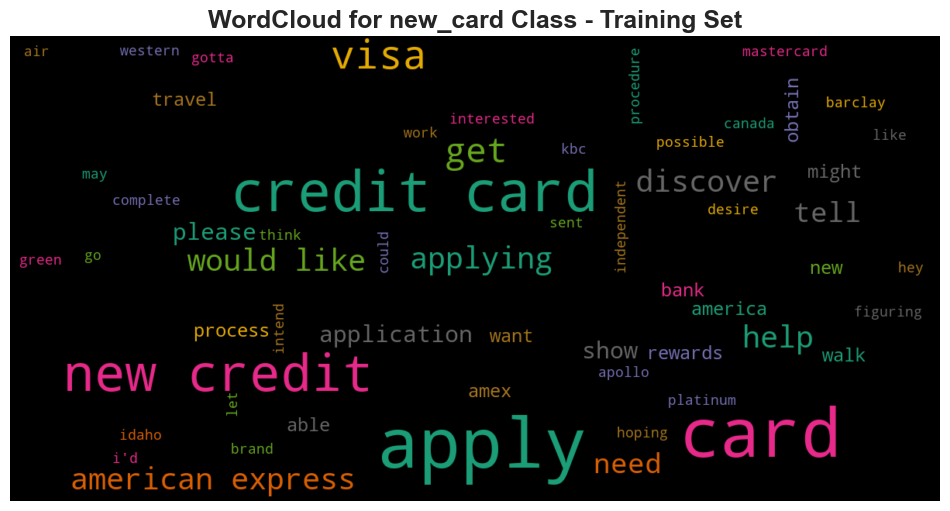 WordCloud for new_card Class - Training Set
air
western
gotta
visa
mastercard
procedure
travel
obtain
barclay
interested
canada
work
like
get
possible
kbc
may
credit card
discover
might
complete
independent
desire
tell
sent
please
think
could
green
go
would like
applying
new
hey
bank
america
figuring
process
intend
application
want
help
show
rewards
walk
new credit
apollo
amex
platinum
let
able
apply
card
idaho
hoping
brand
i'd
need
american express